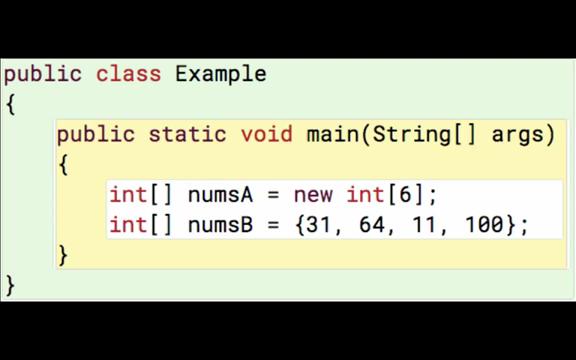 public class Example
{
public static void main(String[] args)
{
int[] numsA = new int[6];
int[] numsB = {31, 64, 11, 100};
}
}